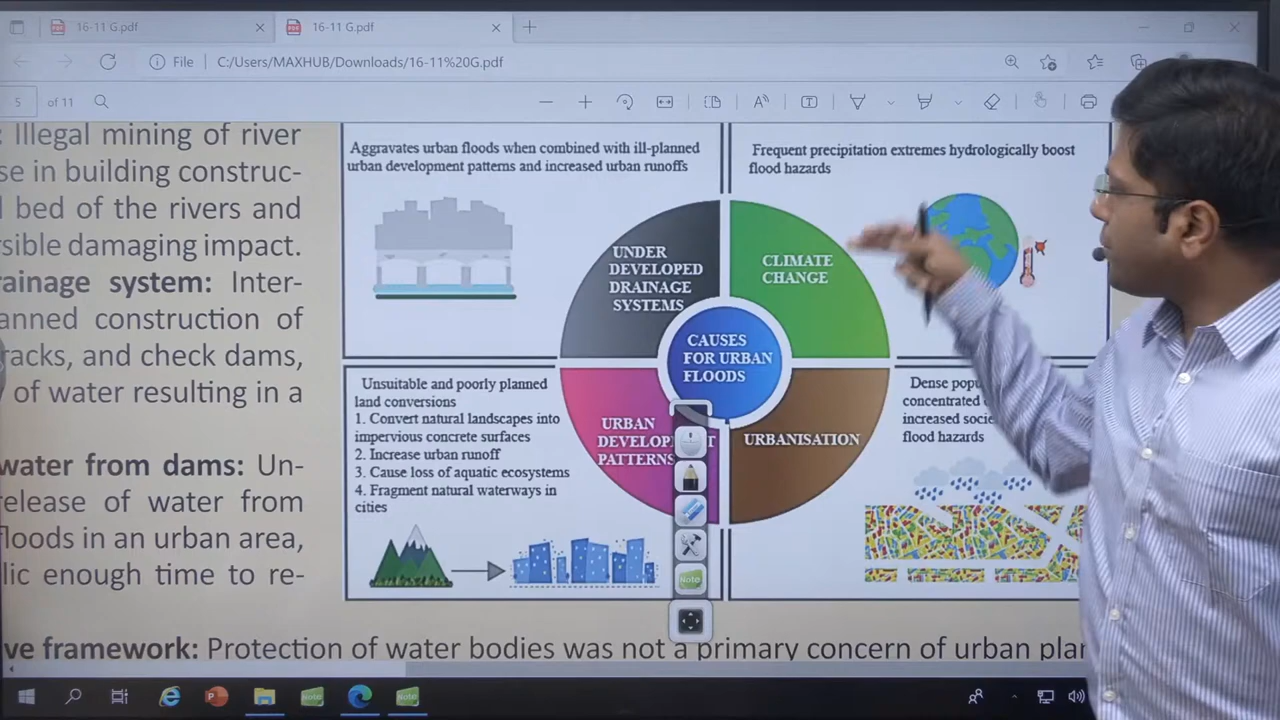 16-11 G.pdf
16-11 G.pdf
File
C:/Users/MAXHUB/Downloads/16-11%20G.pdf
5
of 11
Illegal mining of river
se in building construc-
bed of the rivers and
rsible damaging impact.
rainage system: Inter-
anned construction of
racks, and check dams,
of water resulting in a
water from dams: Un-
release of water from
floods in an urban area,
lic enough time to re-
Aggravates urban floods when combined with ill-planned
urban development patterns and increased urban runoffs
Frequent precipitation extremes hydrologically boost
flood hazards
UNDER
DEVELOPED
DRAINAGE
SYSTEMS
CLIMATE
CHANGE
CAUSES
FOR URBAN
FLOODS
Unsuitable and poorly planned
land conversions
1. Convert natural landscapes into
impervious concrete surfaces
2. Increase urban runoff
3. Cause loss of aquatic ecosystems
4. Fragment natural waterways in
cities
URBAN
DEVELOP T
PATTERNS
URBANISATION
Dense pop
concentrated
increased socie
flood hazards
Note
ve framework: Protection of water bodies was not a primary concern of urban plan
Note
Note